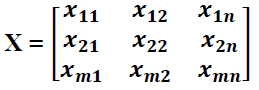 x₁₁ x₁₂ x₁ₙ
X = [x₂₁ x₂₂ x₂ₙ]
xₘ₁ xₘ₂ xₘₙ